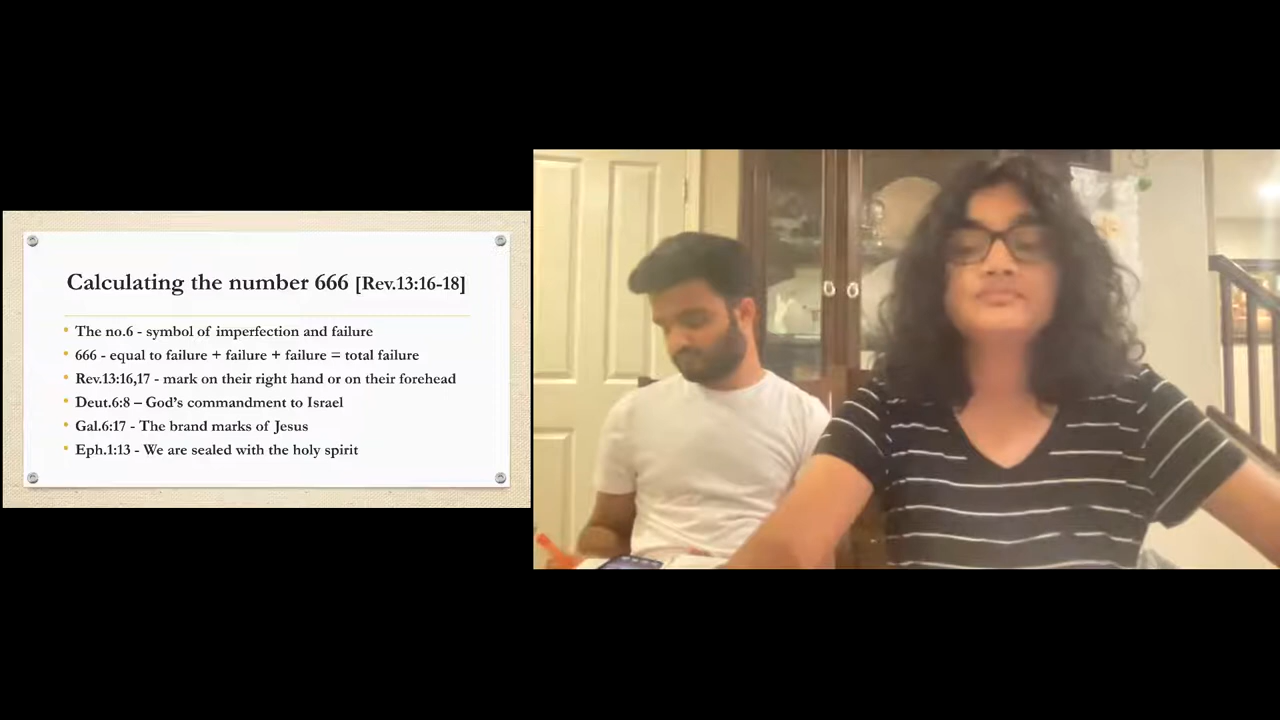 Calculating the number 666 [Rev.13:16-18]
• The no.6 - symbol of imperfection and failure
• 666 - equal to failure + failure + failure = total failure
• Rev.13:16,17 - mark on their right hand or on their forehead
• Deut.6:8 – God's commandment to Israel
• Gal.6:17 - The brand marks of Jesus
• Eph.1:13 - We are sealed with the holy spirit